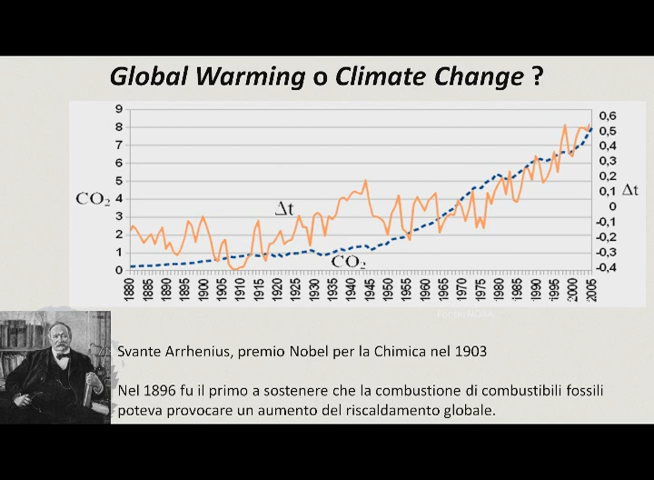 Global Warming o Climate Change ?
9
8
7
6
5
4
3
2
1
0
CO2
Δt
CO2
0,6
0,5
0,4
0,3
0,2
0,1
0
-0,1
-0,2
-0,3
-0,4
Δt
1880 1885 1890 1895 1900 1905 1910 1915 1920 1925 1930 1935 1940 1945 1950 1955 1960 1965 1970 1975 1980 1985 1990 1995 2000 2005
Svante Arrhenius, premio Nobel per la Chimica nel 1903
Nel 1896 fu il primo a sostenere che la combustione di combustibili fossili
poteva provocare un aumento del riscaldamento globale.